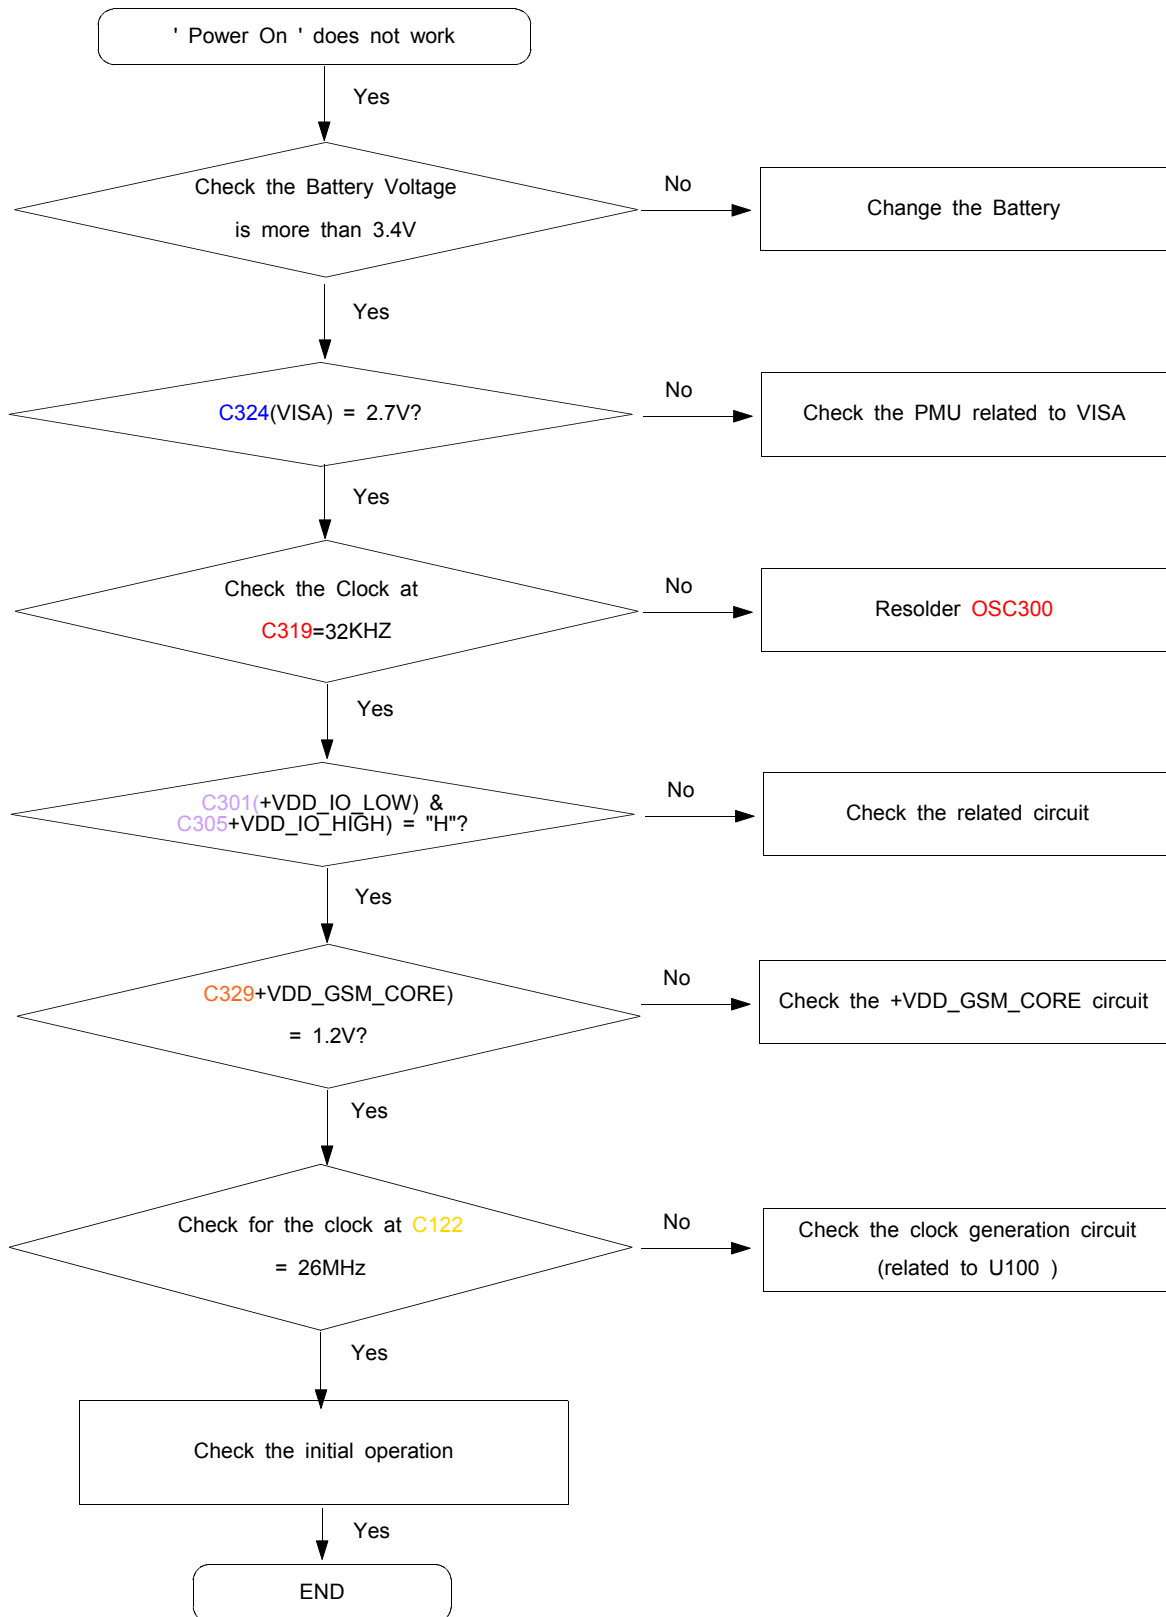 ' Power On ' does not work
Yes
Check the Battery Voltage
is more than 3.4V
No
Change the Battery
Yes
C324(VISA) = 2.7V?
No
Check the PMU related to VISA
Yes
Check the Clock at
C319=32KHZ
No
Resolder OSC300
Yes
C301(+VDD_IO_LOW) &
C305+VDD_IO_HIGH) = "H"?
No
Check the related circuit
Yes
C329+VDD_GSM_CORE)
= 1.2V?
No
Check the +VDD_GSM_CORE circuit
Yes
Check for the clock at C122
= 26MHz
No
Check the clock generation circuit
(related to U100 )
Yes
Check the initial operation
Yes
END